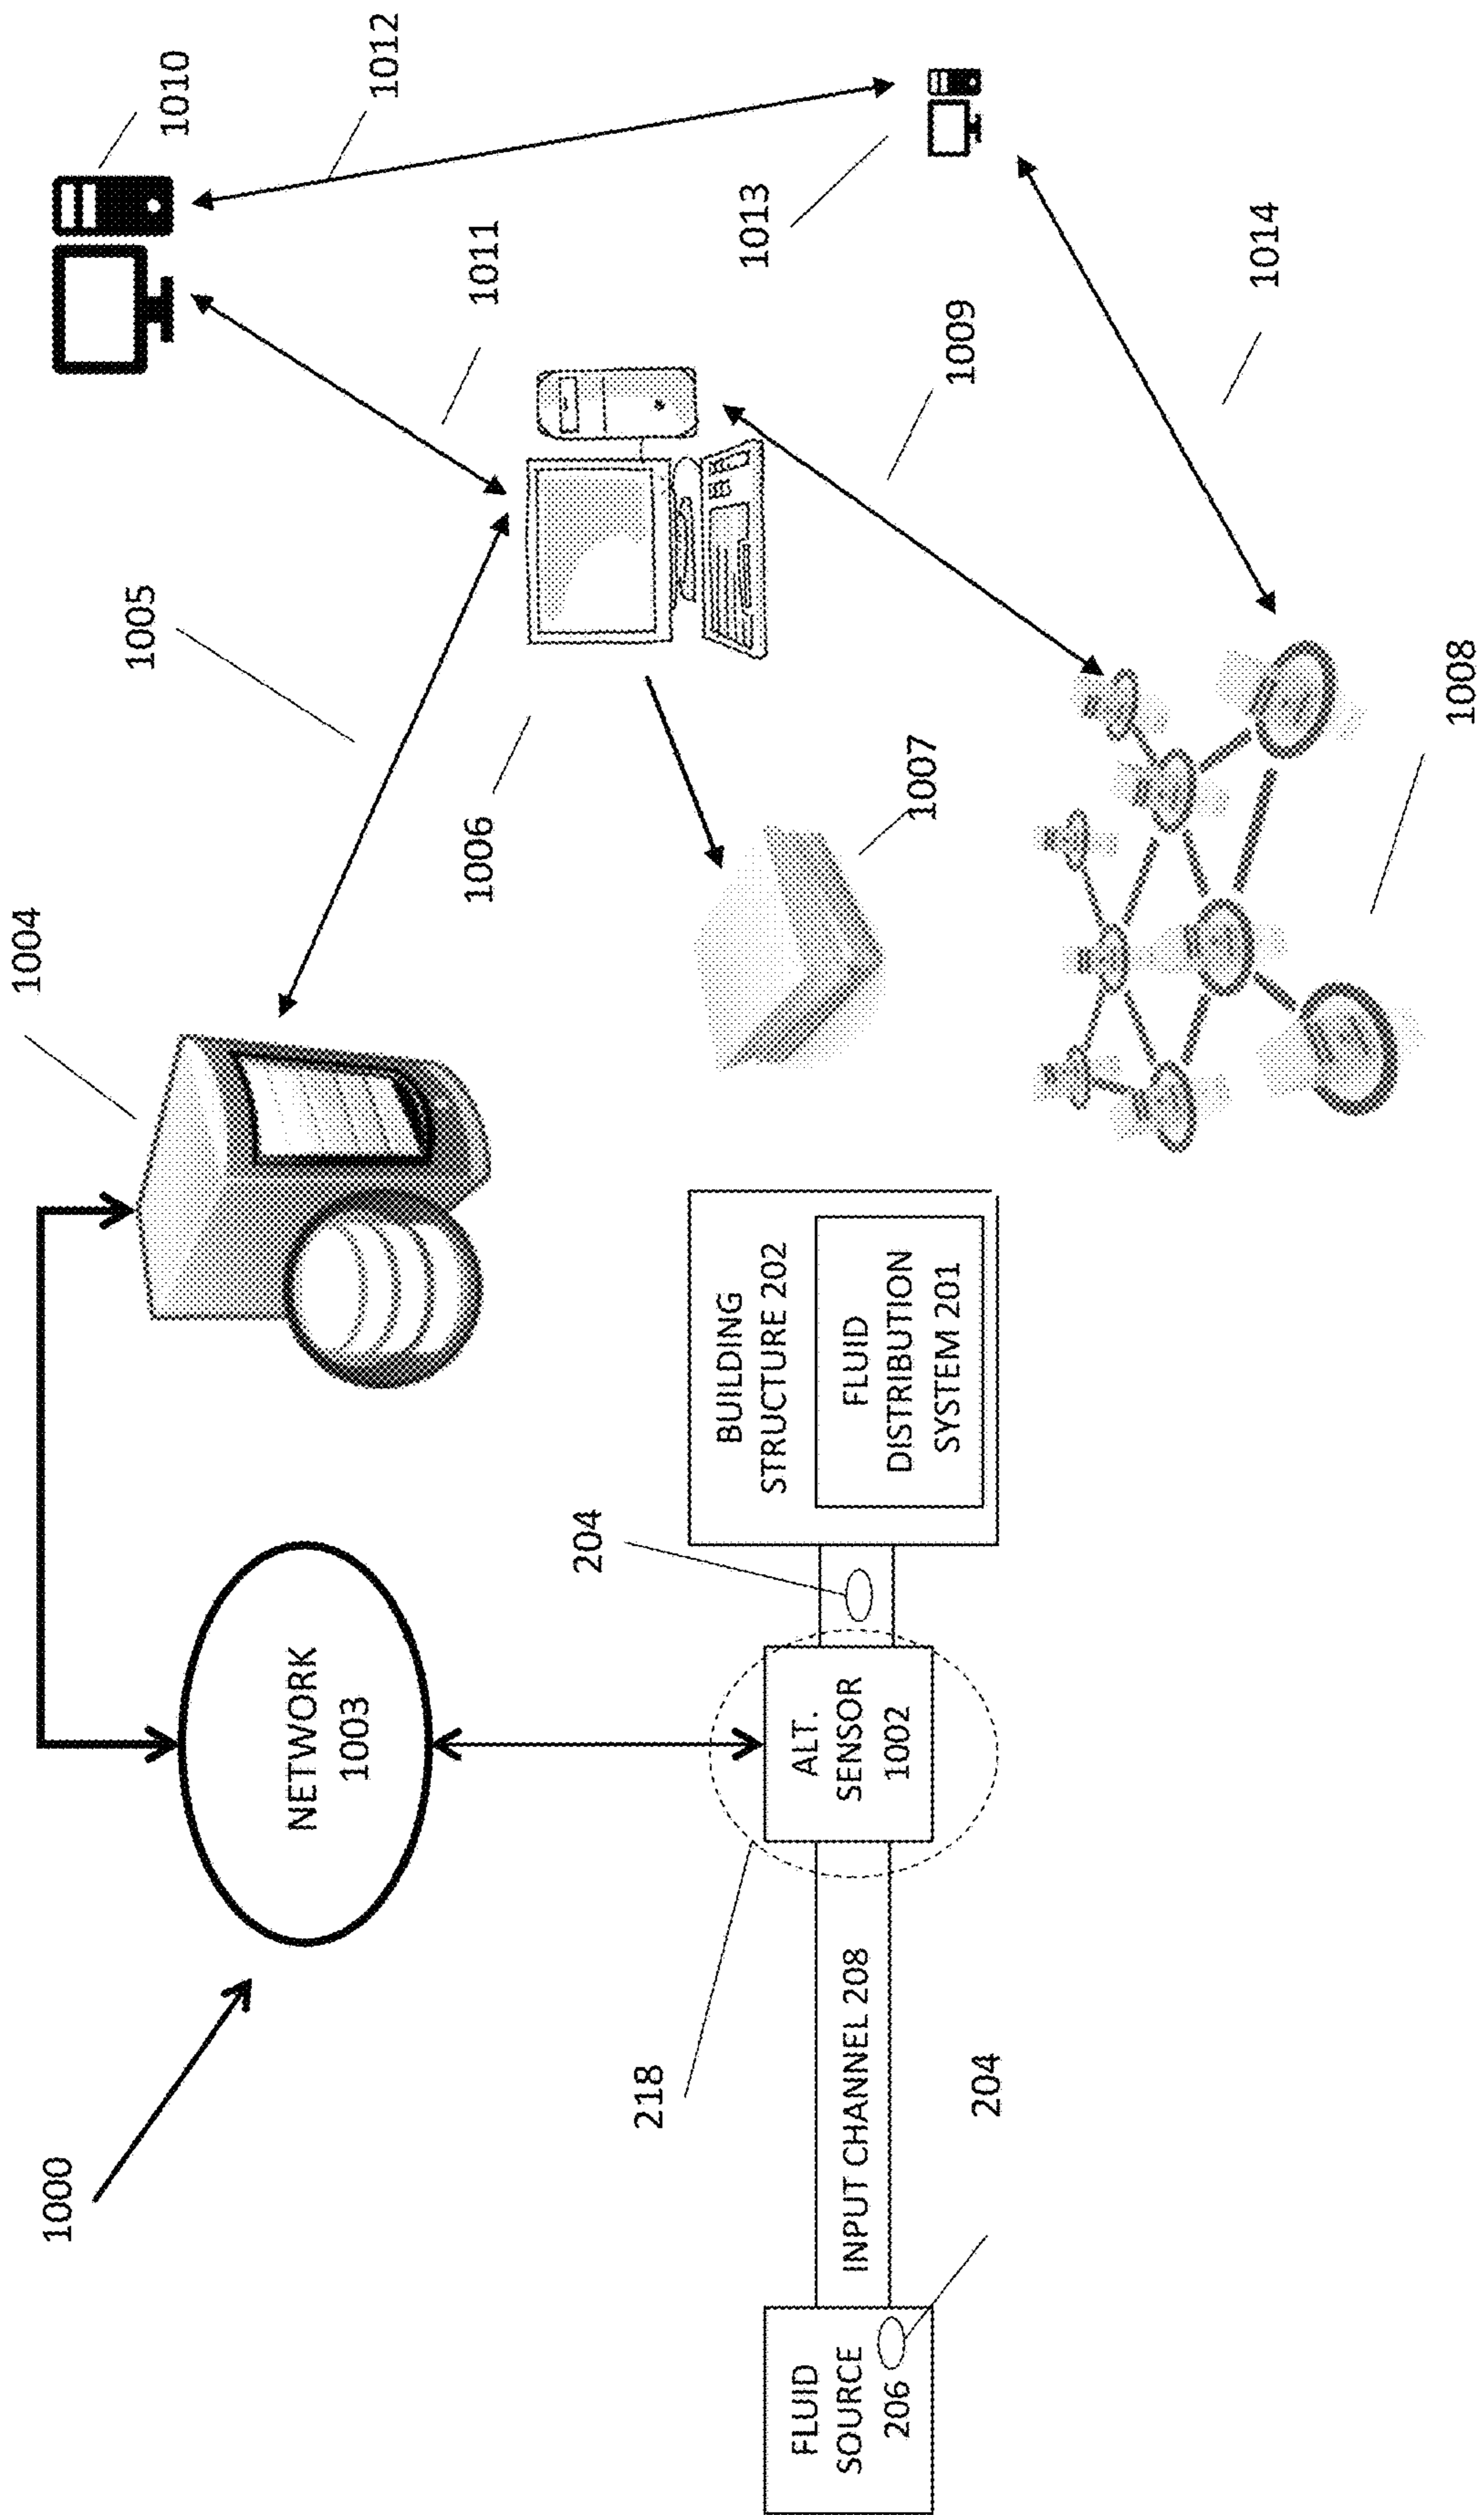 1000
NETWORK
1003
1004
1005
1010
1012
1011
1006
1013
1007
1009
1014
1008
218
204
FLUID
SOURCE
206
INPUT CHANNEL 208
ALT.
SENSOR
1002
BUILDING
STRUCTURE 202
FLUID
DISTRIBUTION
SYSTEM 201
204